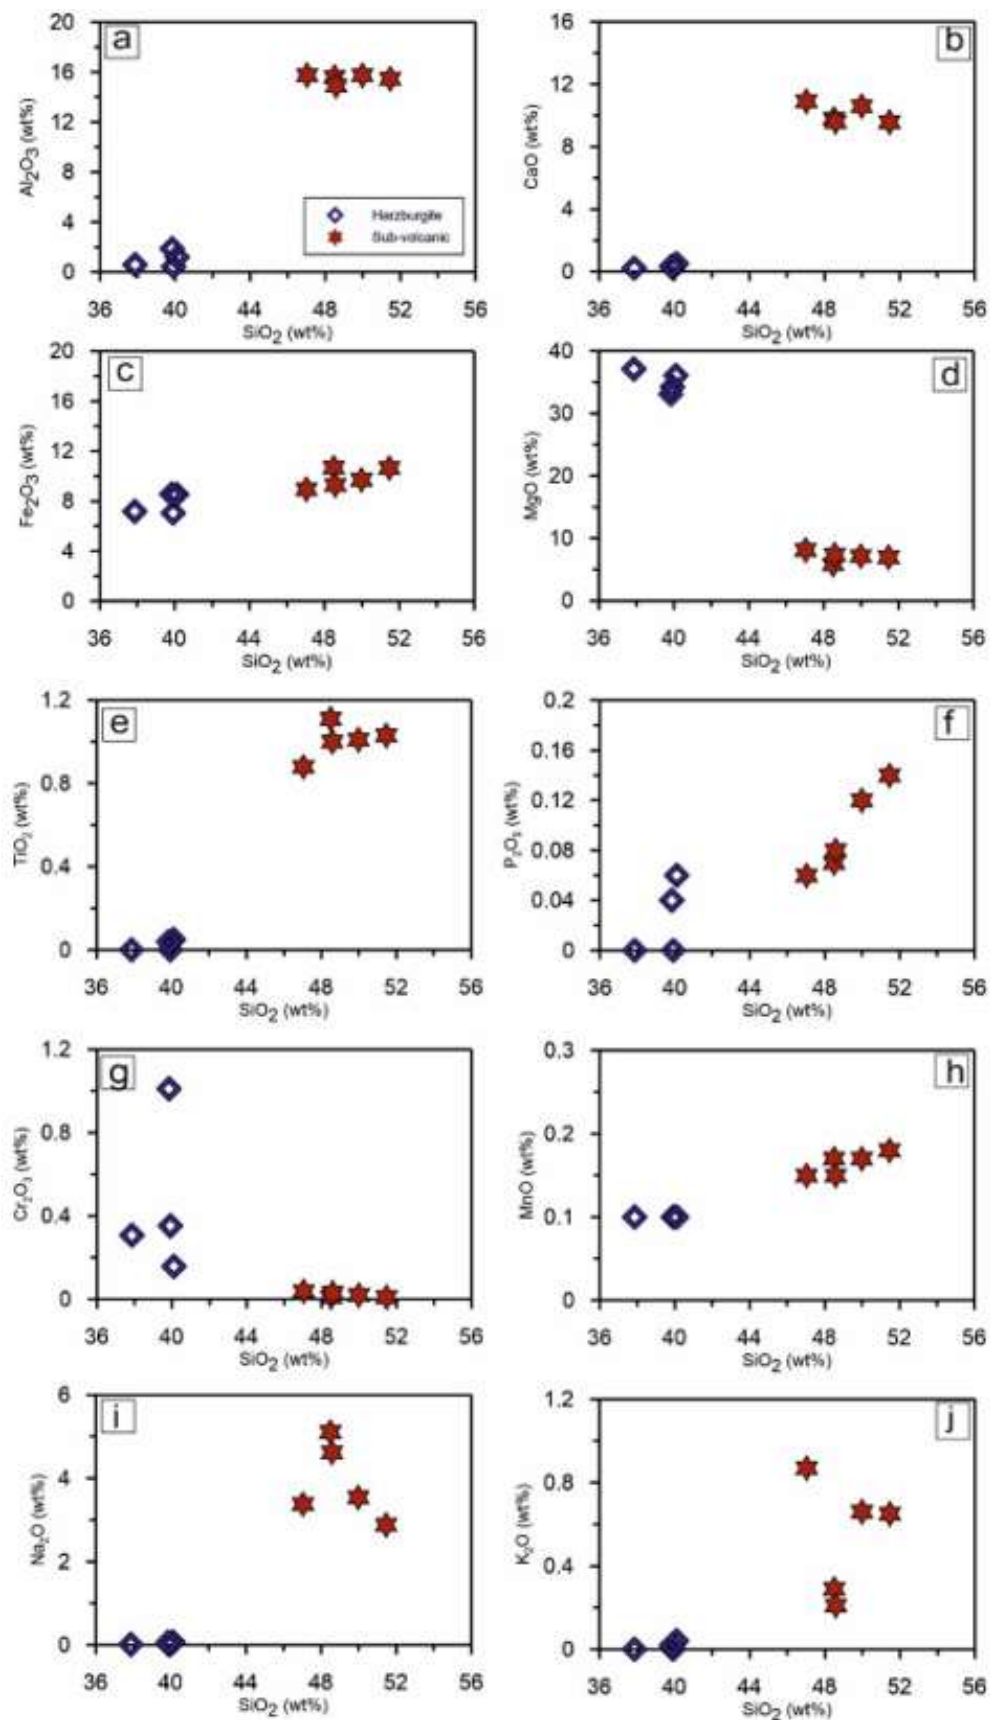 20
16
12
8
4
0
Al2O3 (wt%)
a
Harzburgite
Sub-volcanic
36 40 44 48 52 56
SiO2 (wt%)
16
12
8
4
0
CaO (wt%)
b
36 40 44 48 52 56
SiO2 (wt%)
20
16
12
8
4
0
Fe2O3 (wt%)
c
36 40 44 48 52 56
SiO2 (wt%)
40
30
20
10
0
MgO (wt%)
d
36 40 44 48 52 56
SiO2 (wt%)
1.2
0.8
0.4
0
TiO2 (wt%)
e
36 40 44 48 52 56
SiO2 (wt%)
0.2
0.16
0.12
0.08
0.04
0
P2O5 (wt%)
f
36 40 44 48 52 56
SiO2 (wt%)
1.2
0.8
0.4
0
Cr2O3 (wt%)
g
36 40 44 48 52 56
SiO2 (wt%)
0.3
0.2
0.1
0
MnO (wt%)
h
36 40 44 48 52 56
SiO2 (wt%)
6
4
2
0
Na2O (wt%)
i
36 40 44 48 52 56
SiO2 (wt%)
1.2
0.8
0.4
0
K2O (wt%)
j
36 40 44 48 52 56
SiO2 (wt%)